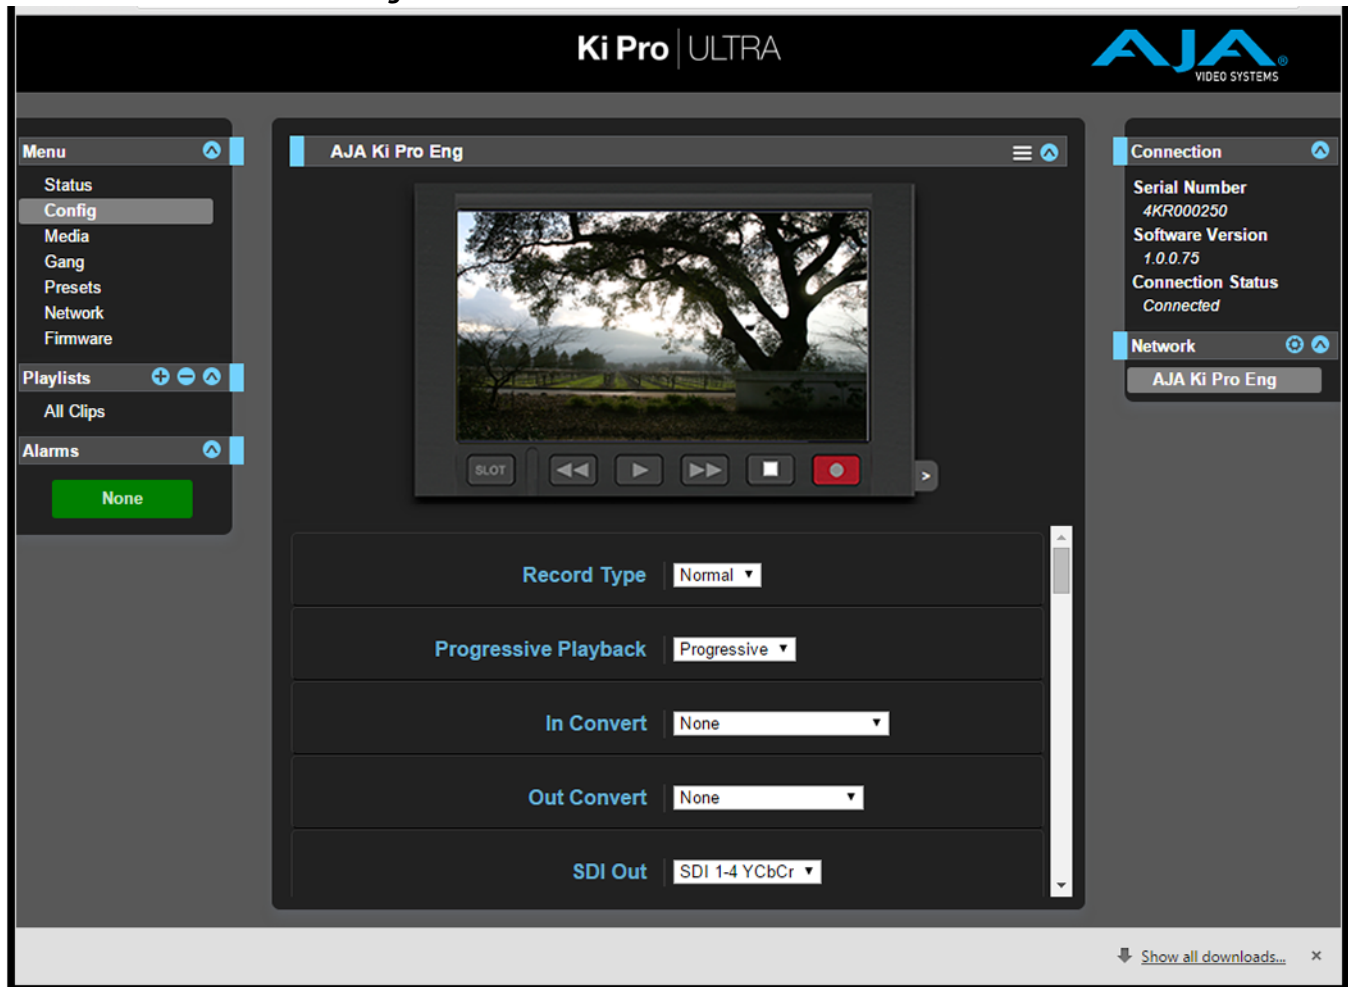 Ki Pro ULTRA
AJA
VIDEO SYSTEMS
Menu
Status
Config
Media
Gang
Presets
Network
Firmware
Playlists
All Clips
Alarms
None
AJA Ki Pro Eng
SLOT
Record Type Normal
Progressive Playback Progressive
In Convert None
Out Convert None
SDI Out SDI 1-4 YCbCr
Connection
Serial Number
4KR000250
Software Version
1.0.0.75
Connection Status
Connected
Network
AJA Ki Pro Eng
Show all downloads...